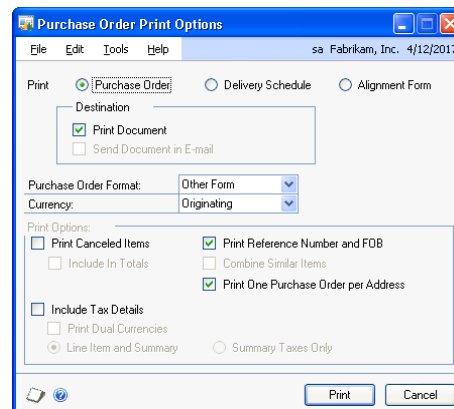 Purchase Order Print Options
File Edit Tools Help sa Fabrikam, Inc. 4/12/2017
Print Purchase Order Delivery Schedule Alignment Form
Destination
Print Document
Send Document in E-mail
Purchase Order Format: Other Form
Currency: Originating
Print Options:
Print Canceled Items Print Reference Number and FOB
Include In Totals Combine Similar Items
Print One Purchase Order per Address
Include Tax Details
Print Dual Currencies
Line Item and Summary Summary Taxes Only
Print Cancel